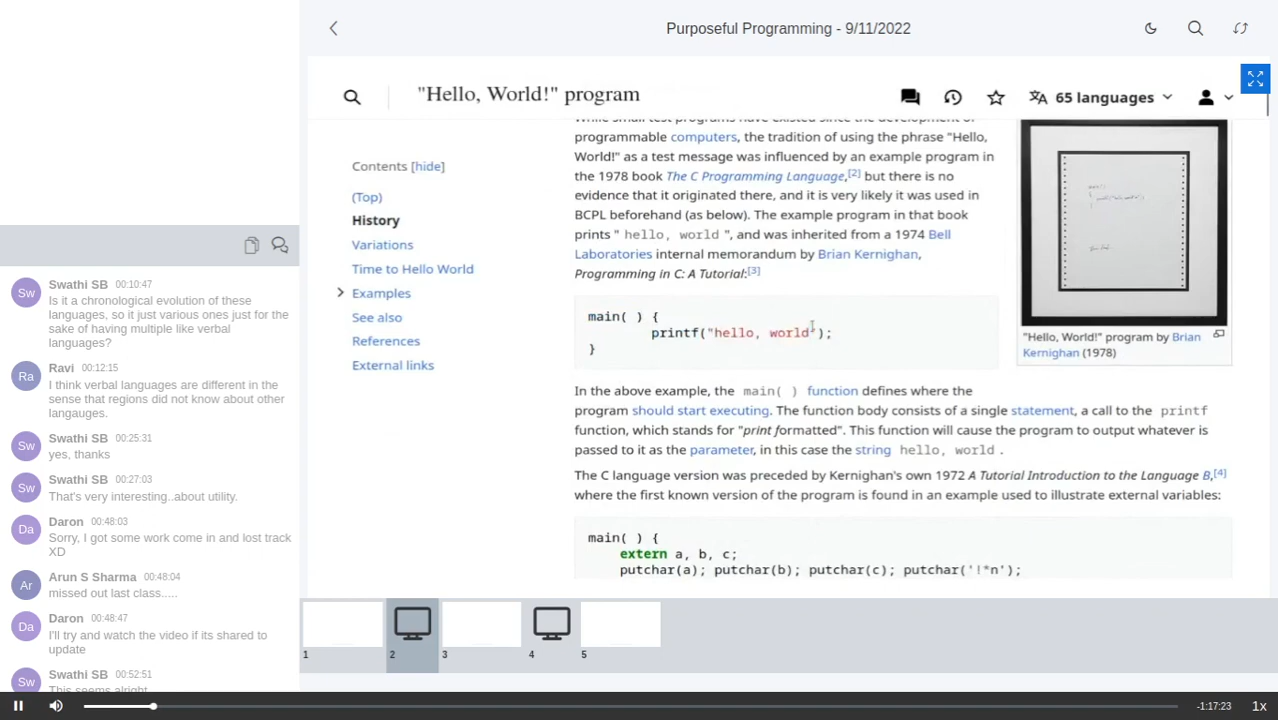 Purposeful Programming - 9/11/2022
"Hello, World!" program
65 languages
Contents [hide]
(Top)
History
Variations
Time to Hello World
Examples
See also
References
External links
While small test programs have existed since the development of
programmable computers, the tradition of using the phrase "Hello,
World!" as a test message was influenced by an example program in
the 1978 book The C Programming Language,[2] but there is no
evidence that it originated there, and it is very likely it was used in
BCPL beforehand (as below). The example program in that book
prints " hello, world ", and was inherited from a 1974 Bell
Laboratories internal memorandum by Brian Kernighan,
Programming in C: A Tutorial:[3]
main( ) {
printf("hello, world");
}
"Hello, World!" program by Brian
Kernighan (1978)
In the above example, the main( ) function defines where the
program should start executing. The function body consists of a single statement, a call to the printf
function, which stands for "print formatted". This function will cause the program to output whatever is
passed to it as the parameter, in this case the string hello, world .
The C language version was preceded by Kernighan's own 1972 A Tutorial Introduction to the Language B,[4]
where the first known version of the program is found in an example used to illustrate external variables:
main( ) {
extern a, b, c;
putchar(a); putchar(b); putchar(c); putchar('!*n');
Sw
Swathi SB 00:10:47
Is it a chronological evolution of these
languages, so it just various ones just for the
sake of having multiple like verbal
languages?
Ra
Ravi 00:12:15
I think verbal languages are different in the
sense that regions did not know about other
langauges.
Sw
Swathi SB 00:25:31
yes, thanks
Sw
Swathi SB 00:27:03
That's very interesting..about utility.
Da
Daron 00:48:03
Sorry, I got some work come in and lost track
XD
Ar
Arun S Sharma 00:48:04
missed out last class.....
Da
Daron 00:48:47
I'll try and watch the video if its shared to
update
Sw
Swathi SB 00:52:51
This seems alright
1
2
3
4
5
-1:17:23
1x